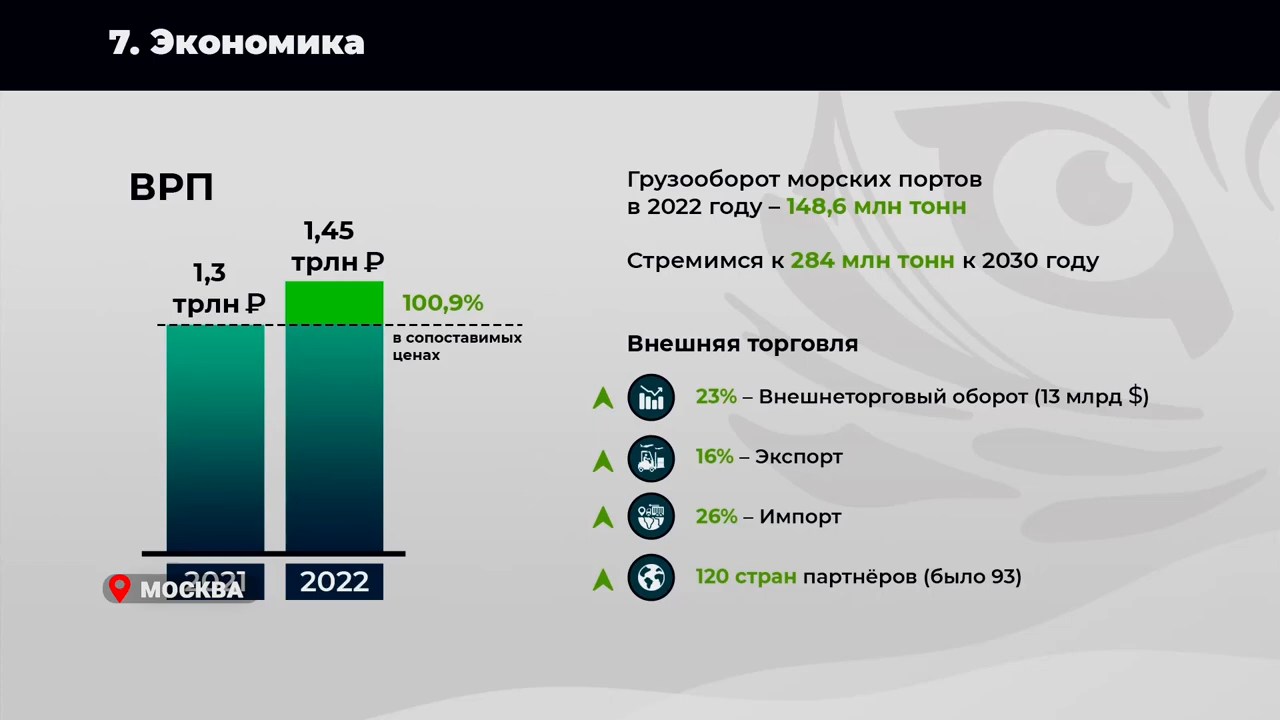 7. Экономика
ВРП
1,45
трлн ₽
1,3
трлн ₽
100,9%
в сопоставимых
ценах
2021
2022
МОСКВА
Грузооборот морских портов
в 2022 году – 148,6 млн тонн
Стремимся к 284 млн тонн к 2030 году
Внешняя торговля
23% – Внешнеторговый оборот (13 млрд $)
16% – Экспорт
26% – Импорт
120 стран партнёров (было 93)